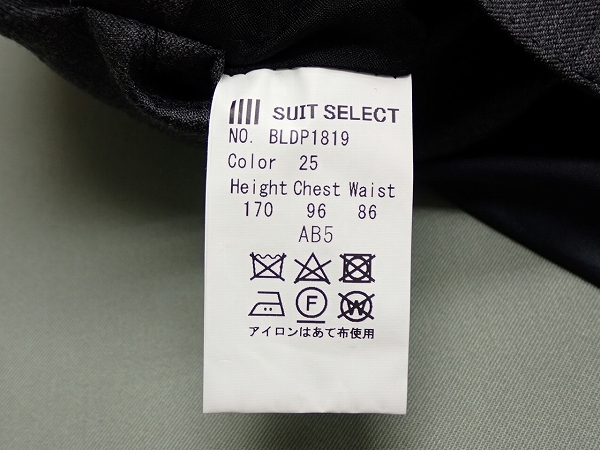 SUIT SELECT
NO. BLDP1819
Color 25
Height Chest Waist
170 96 86
AB5
F W
アイロンはあて布使用